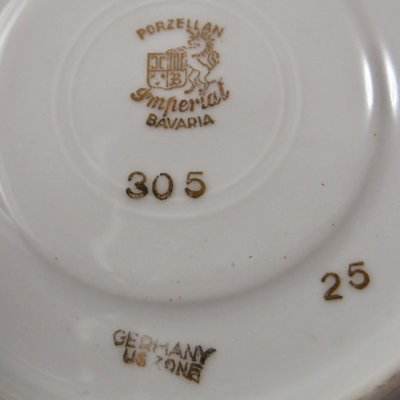 PORZELLAN
Imperial
BAVARIA
305
25
GERMANY
US ZONE